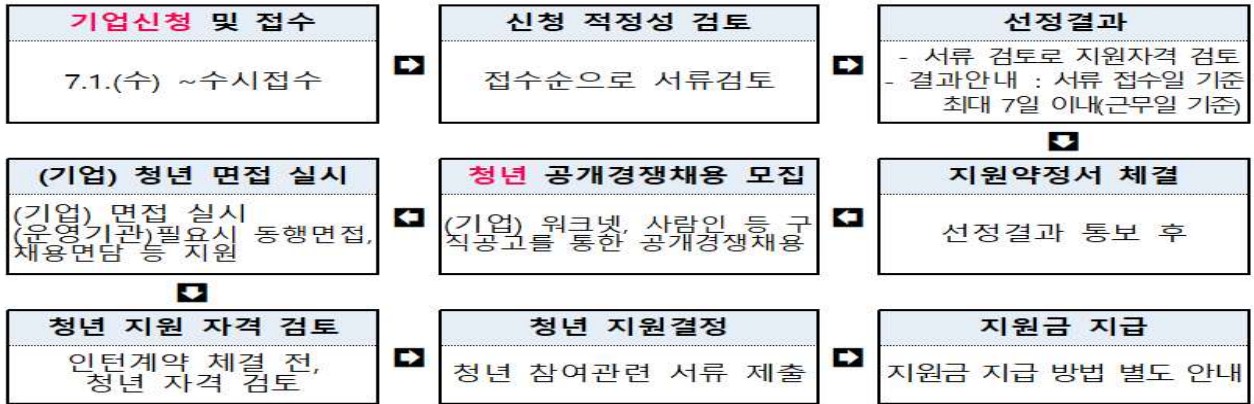 기업신청 및 접수
7.1.(수) ~수시접수
신청 적정성 검토
접수순으로 서류검토
선정결과
- 서류 검토로 지원자격 검토
- 결과안내 : 서류 접수일 기준
최대 7일 이내(근무일 기준)
지원약정서 체결
선정결과 통보 후
청년 공개경쟁채용 모집
(기업) 워크넷, 사람인 등 구
직공고를 통한 공개경쟁채용
(기업) 청년 면접 실시
(기업) 면접 실시
(운영기관)필요시 동행면접,
채용면담 등 지원
청년 지원 자격 검토
인턴계약 체결 전,
청년 자격 검토
청년 지원결정
청년 참여관련 서류 제출
지원금 지급
지원금 지급 방법 별도 안내